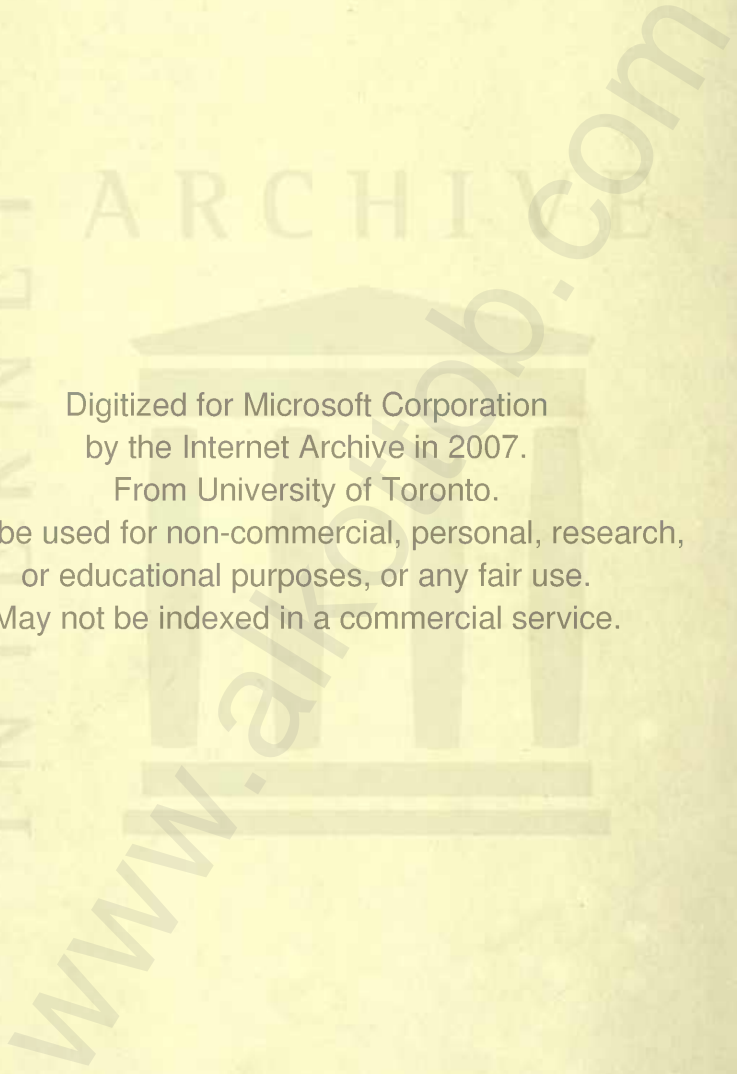 ARCHIVE
Digitized for Microsoft Corporation
by the Internet Archive in 2007.
From University of Toronto.
be used for non-commercial, personal, research,
or educational purposes, or any fair use.
May not be indexed in a commercial service.
www.alkottob.com